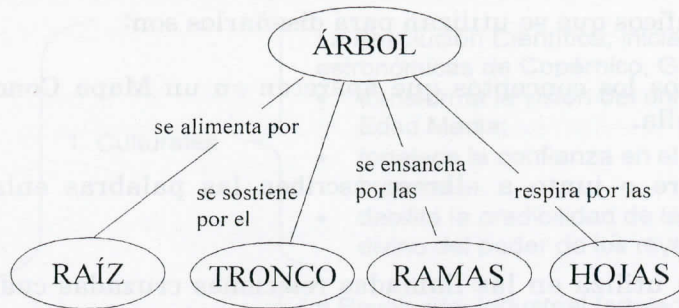 ÁRBOL
se alimenta por
se sostiene
por el
se ensancha
por las
respira por las
RAÍZ
TRONCO
RAMAS
HOJAS